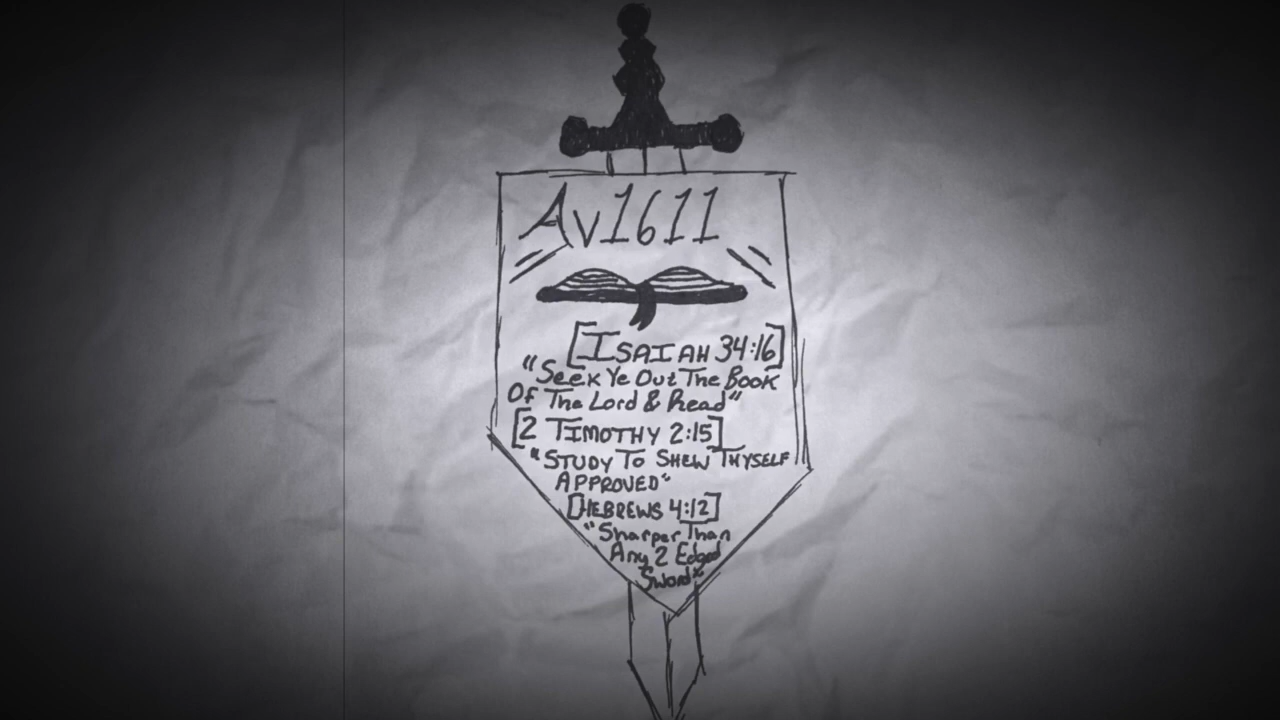 Av1611
[ISAIAH 34:16]
"Seek Ye Out The Book
Of The Lord & Read"
[2 TIMOTHY 2:15]
"STUDY TO SHEW THYSELF
APPROVED"
[HEBREWS 4:12]
"Sharper Than
Any 2 Edged
Sword"